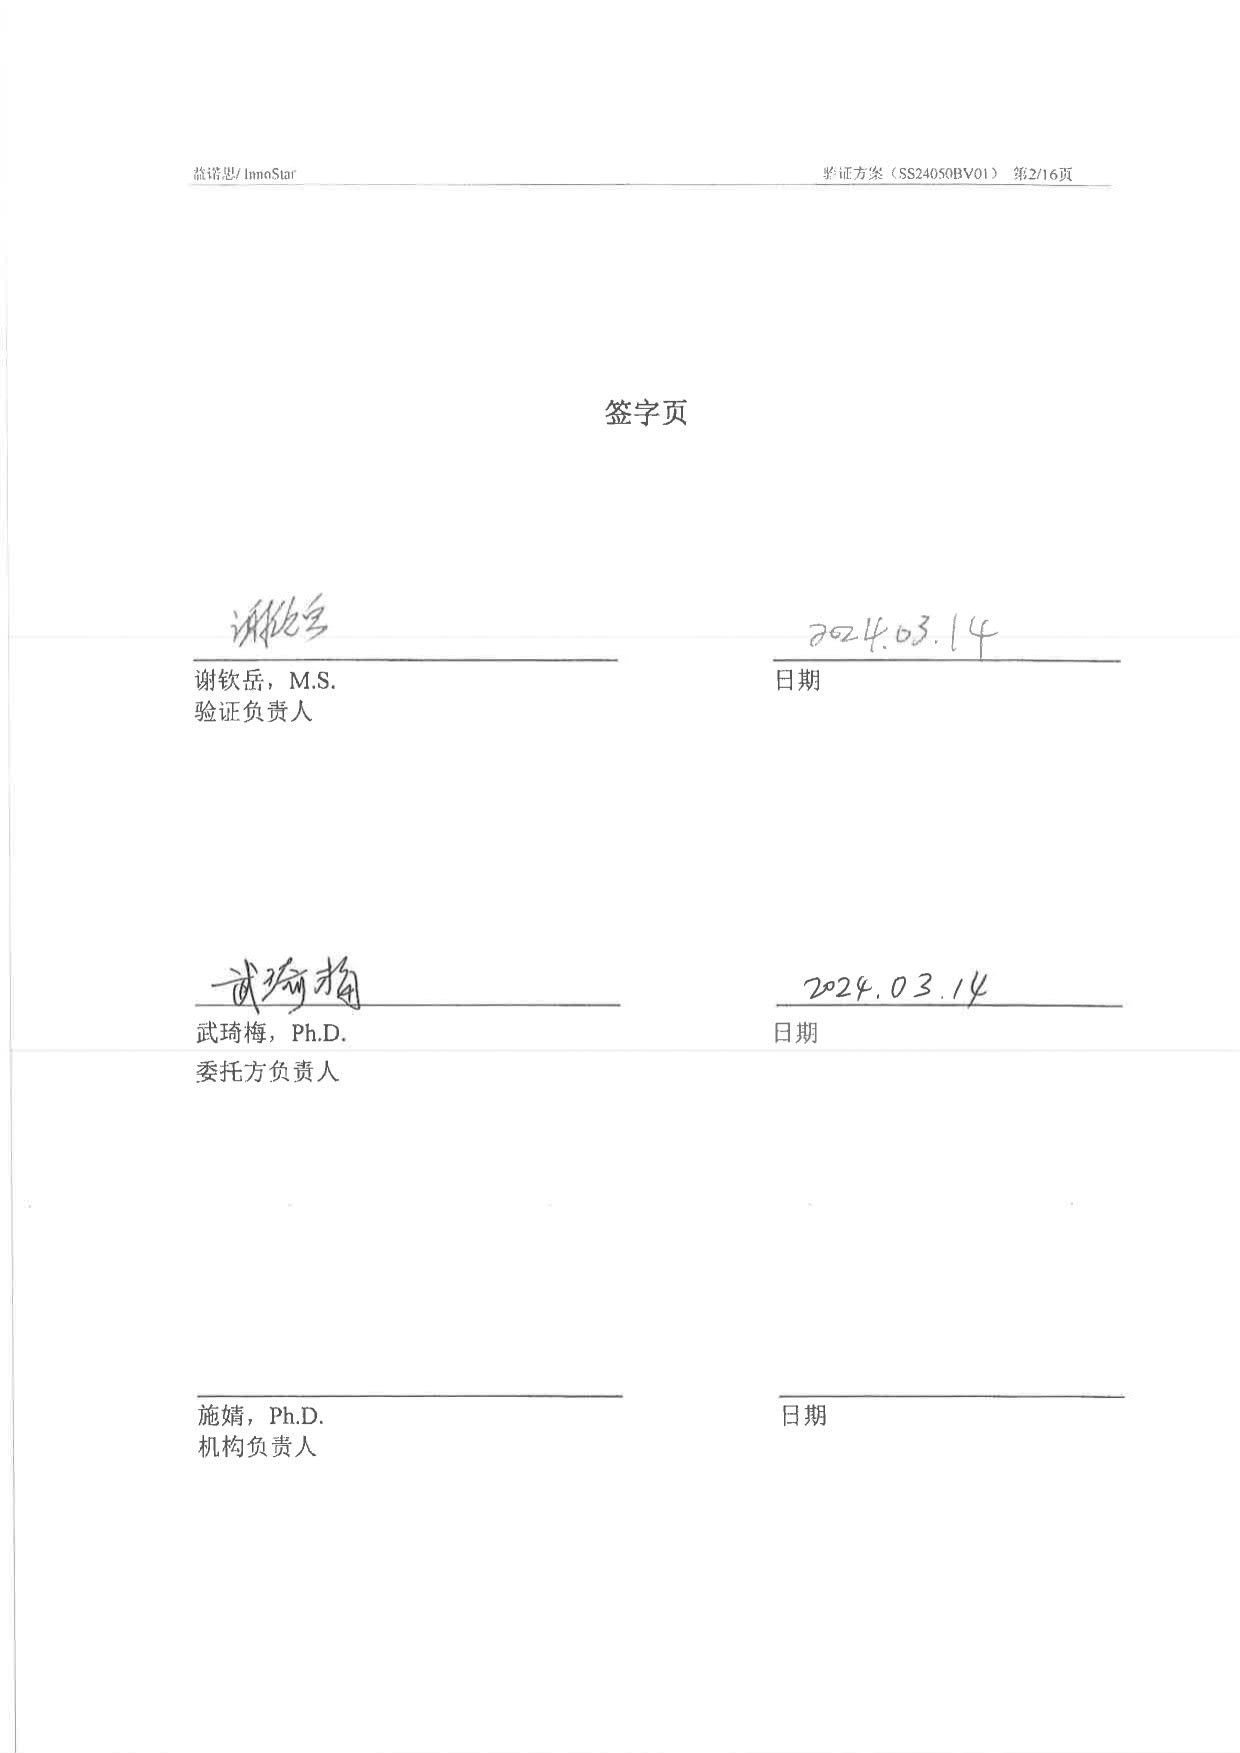 益诺思/ InnoStar 验证方案（SS24050BV01） 第2/16页
签字页
谢钦岳 2024.03.14
谢钦岳，M.S. 日期
验证负责人
武琦梅 2024.03.14
武琦梅，Ph.D. 日期
委托方负责人
施婧，Ph.D. 日期
机构负责人